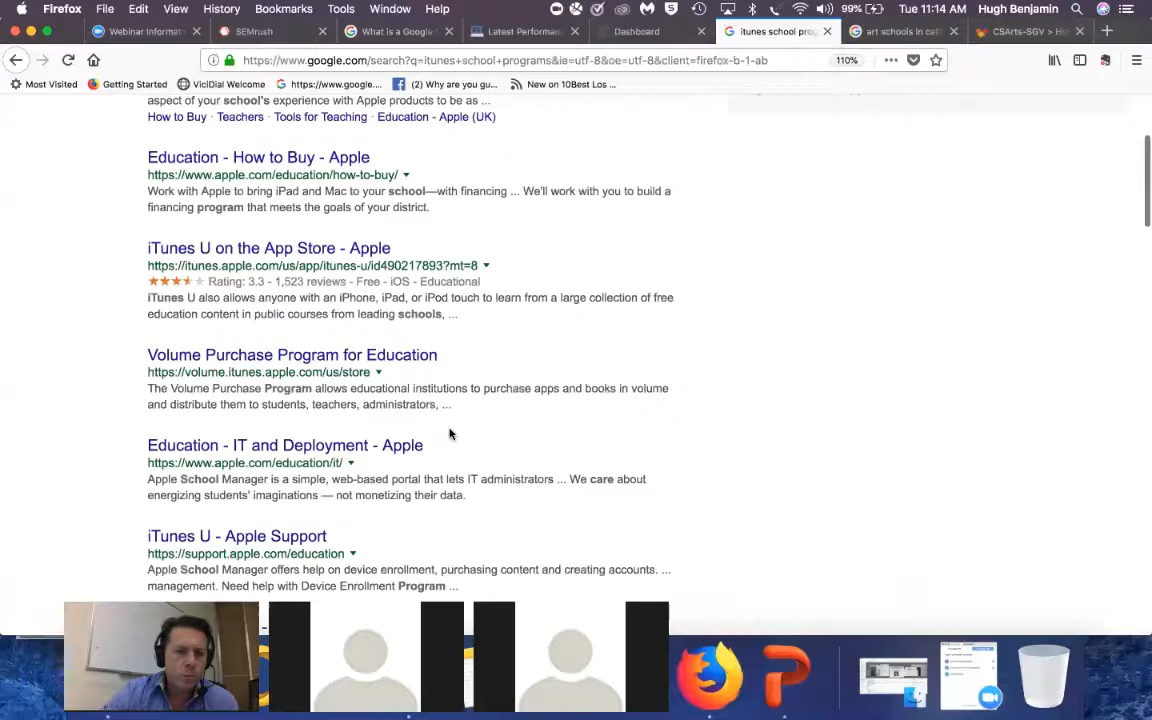 Firefox File Edit View History Bookmarks Tools Window Help 99% Tue 11:14 AM Hugh Benjamin
Webinar Informat SEMrush What is a Google Latest Performan Dashboard itunes school prog art schools in cali CSArts-SGV > Ho
https://www.google.com/search?q=itunes+school+programs&ie=utf-8&oe=utf-8&client=firefox-b-1-ab 110%
Most Visited Getting Started ViciDial Welcome https://www.google.... (2) Why are you gu... New on 10Best Los ...
aspect of your school's experience with Apple products to be as ...
How to Buy · Teachers · Tools for Teaching · Education - Apple (UK)
Education - How to Buy - Apple
https://www.apple.com/education/how-to-buy/
Work with Apple to bring iPad and Mac to your school—with financing ... We'll work with you to build a
financing program that meets the goals of your district.
iTunes U on the App Store - Apple
https://itunes.apple.com/us/app/itunes-u/id490217893?mt=8
Rating: 3.3 - 1,523 reviews - Free - iOS - Educational
iTunes U also allows anyone with an iPhone, iPad, or iPod touch to learn from a large collection of free
education content in public courses from leading schools, ...
Volume Purchase Program for Education
https://volume.itunes.apple.com/us/store
The Volume Purchase Program allows educational institutions to purchase apps and books in volume
and distribute them to students, teachers, administrators, ...
Education - IT and Deployment - Apple
https://www.apple.com/education/it/
Apple School Manager is a simple, web-based portal that lets IT administrators ... We care about
energizing students' imaginations — not monetizing their data.
iTunes U - Apple Support
https://support.apple.com/education
Apple School Manager offers help on device enrollment, purchasing content and creating accounts. ...
management. Need help with Device Enrollment Program ...